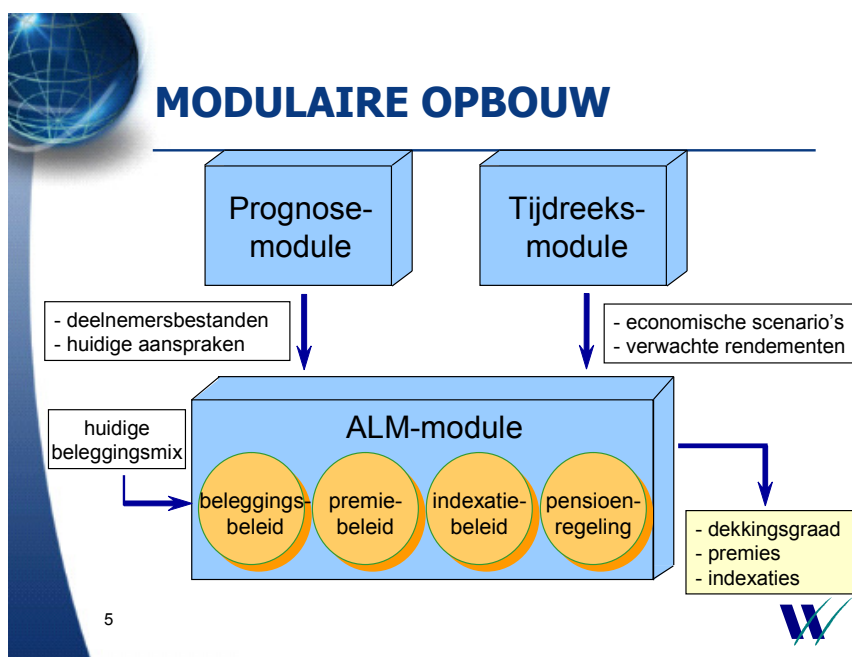 MODULAIRE OPBOUW
Prognose-
module
Tijdreeks-
module
- deelnemersbestanden
- huidige aanspraken
- economische scenario's
- verwachte rendementen
huidige
beleggingsmix
ALM-module
beleggings-
beleid
premie-
beleid
indexatie-
beleid
pensioen-
regeling
- dekkingsgraad
- premies
- indexaties
5
W